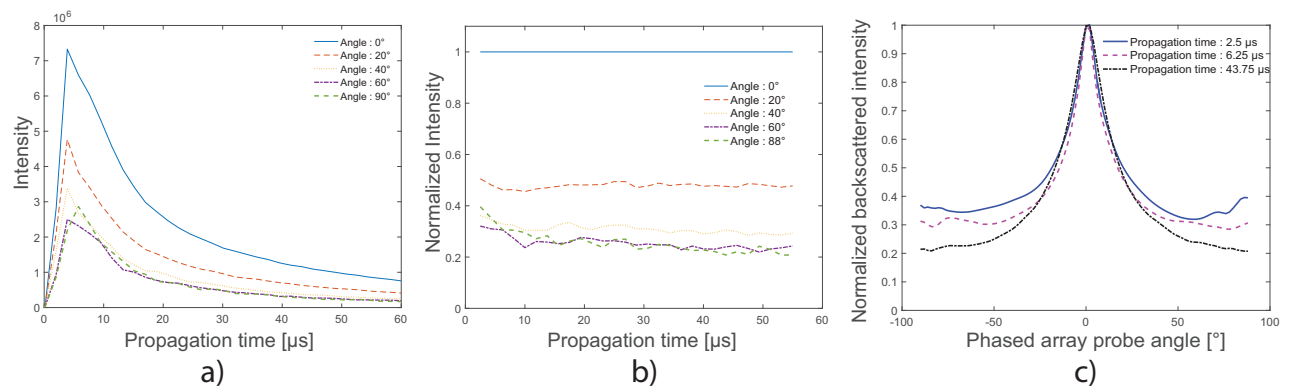 10⁶
8
7
6
5
4
3
2
1
0
0 10 20 30 40 50 60
Intensity
Propagation time [µs]
Angle : 0°
Angle : 20°
Angle : 40°
Angle : 60°
Angle : 90°
a)
1
0.8
0.6
0.4
0.2
0
0 10 20 30 40 50 60
Normalized Intensity
Propagation time [µs]
Angle : 0°
Angle : 20°
Angle : 40°
Angle : 60°
Angle : 88°
b)
1
0.9
0.8
0.7
0.6
0.5
0.4
0.3
0.2
0.1
0
-100 -50 0 50 100
Normalized backscattered intensity
Phased array probe angle [°]
Propagation time : 2.5 µs
Propagation time : 6.25 µs
Propagation time : 43.75 µs
c)